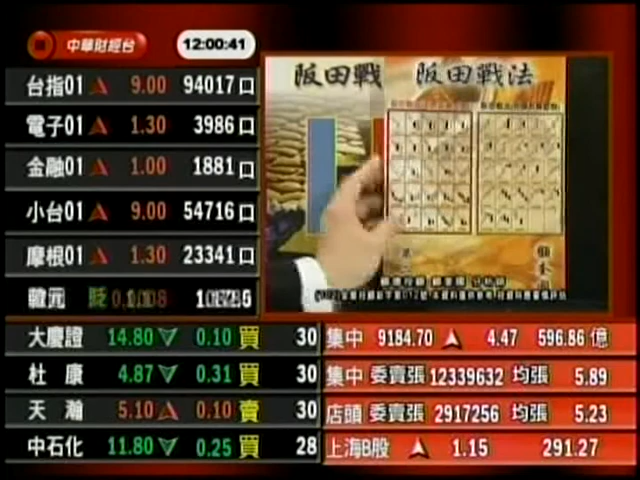 中華財經台 12:00:41
台指01 9.00 94017口
電子01 1.30 3986口
金融01 1.00 1881口
小台01 9.00 54716口
摩根01 1.30 23341口
韓元 貶
阪田戰 阪田戰法
大慶證 14.80 0.10 買 30
杜康 4.87 0.31 買 30
天瀚 5.10 0.10 賣 30
中石化 11.80 0.25 買 28
集中 9184.70 4.47 596.86 億
集中 委賣張 12339632 均張 5.89
店頭 委賣張 2917256 均張 5.23
上海B股 1.15 291.27